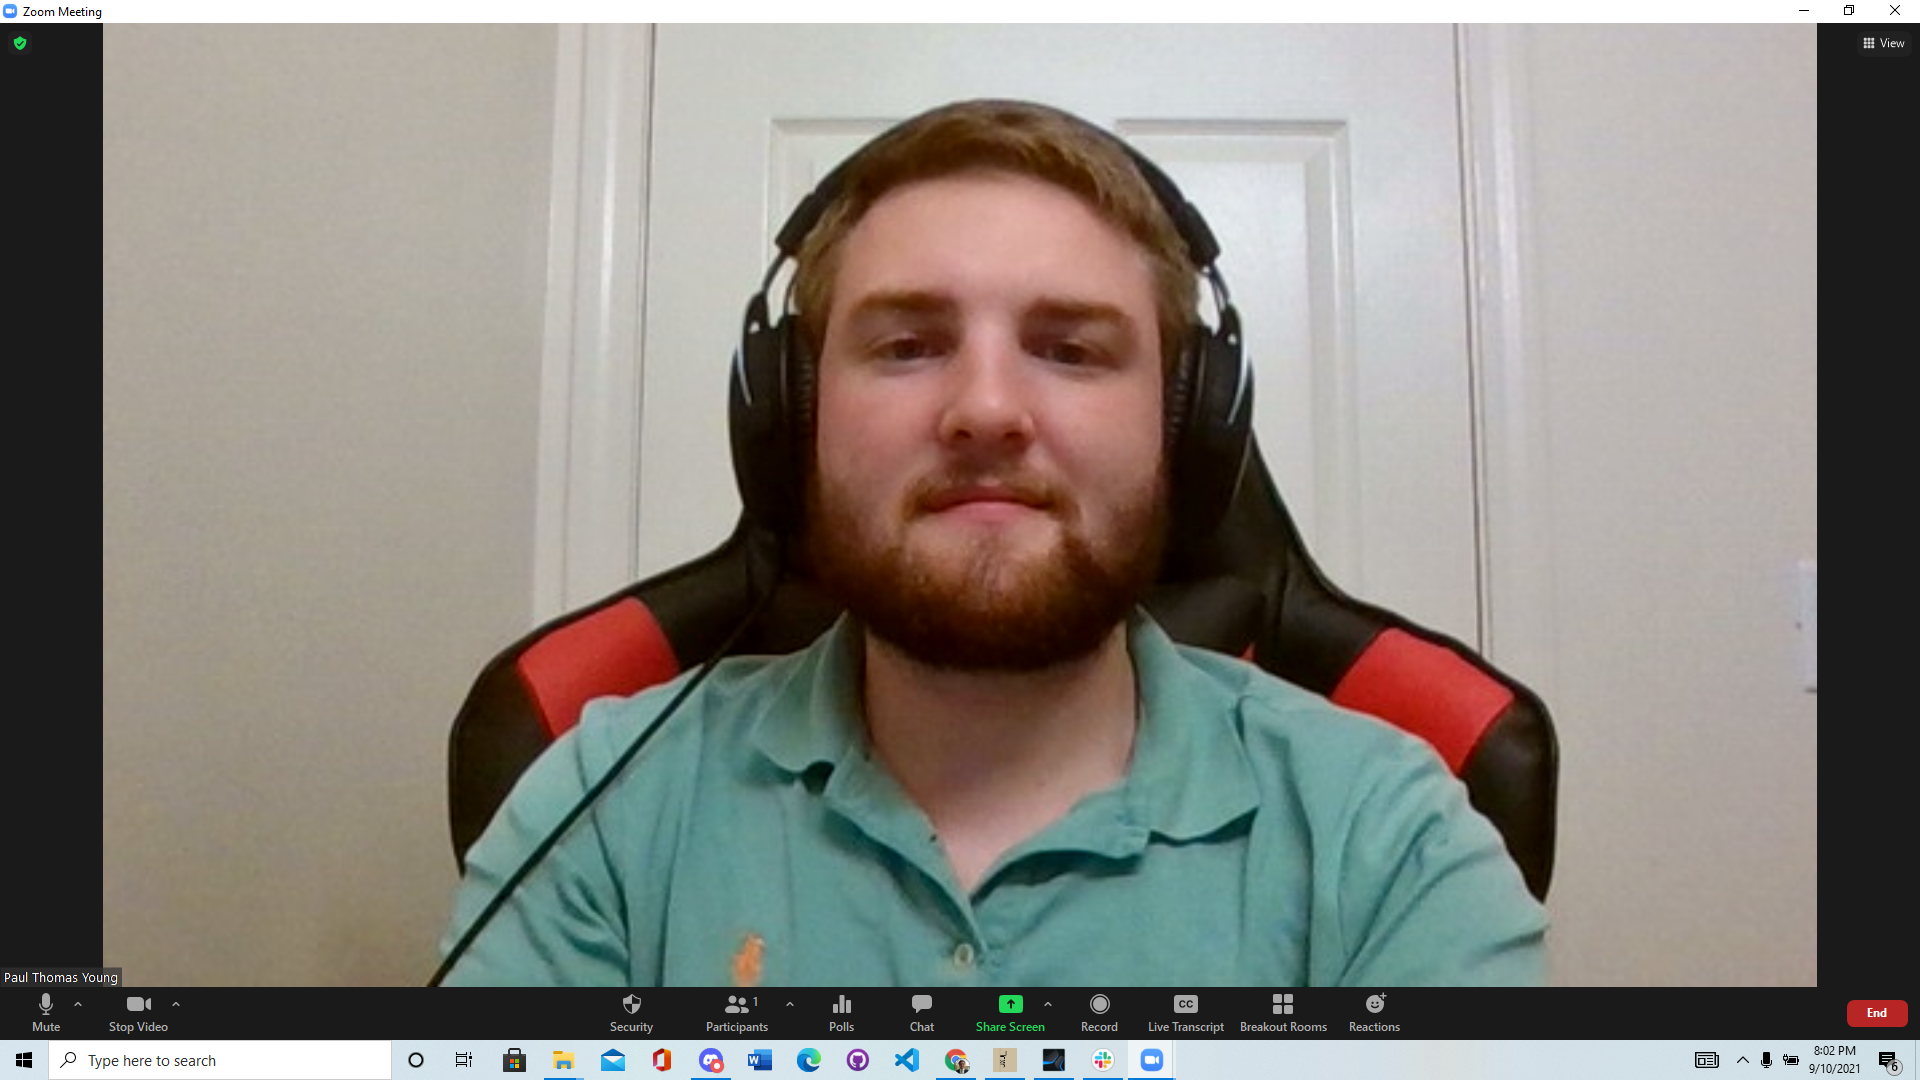 Zoom Meeting
View
Paul Thomas Young
Mute
Stop Video
Security
1
Participants
Polls
Chat
Share Screen
Record
CC
Live Transcript
Breakout Rooms
Reactions
End
Type here to search
W
8:02 PM
9/10/2021
6